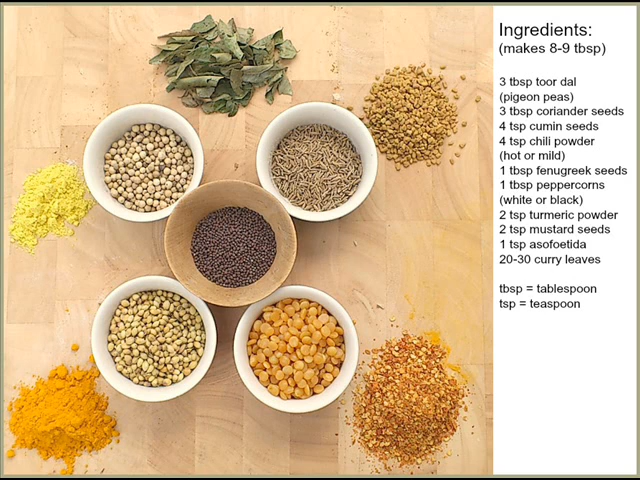 Ingredients:
(makes 8-9 tbsp)
3 tbsp toor dal
(pigeon peas)
3 tbsp coriander seeds
4 tsp cumin seeds
4 tsp chili powder
(hot or mild)
1 tbsp fenugreek seeds
1 tbsp peppercorns
(white or black)
2 tsp turmeric powder
2 tsp mustard seeds
1 tsp asofoetida
20-30 curry leaves
tbsp = tablespoon
tsp = teaspoon